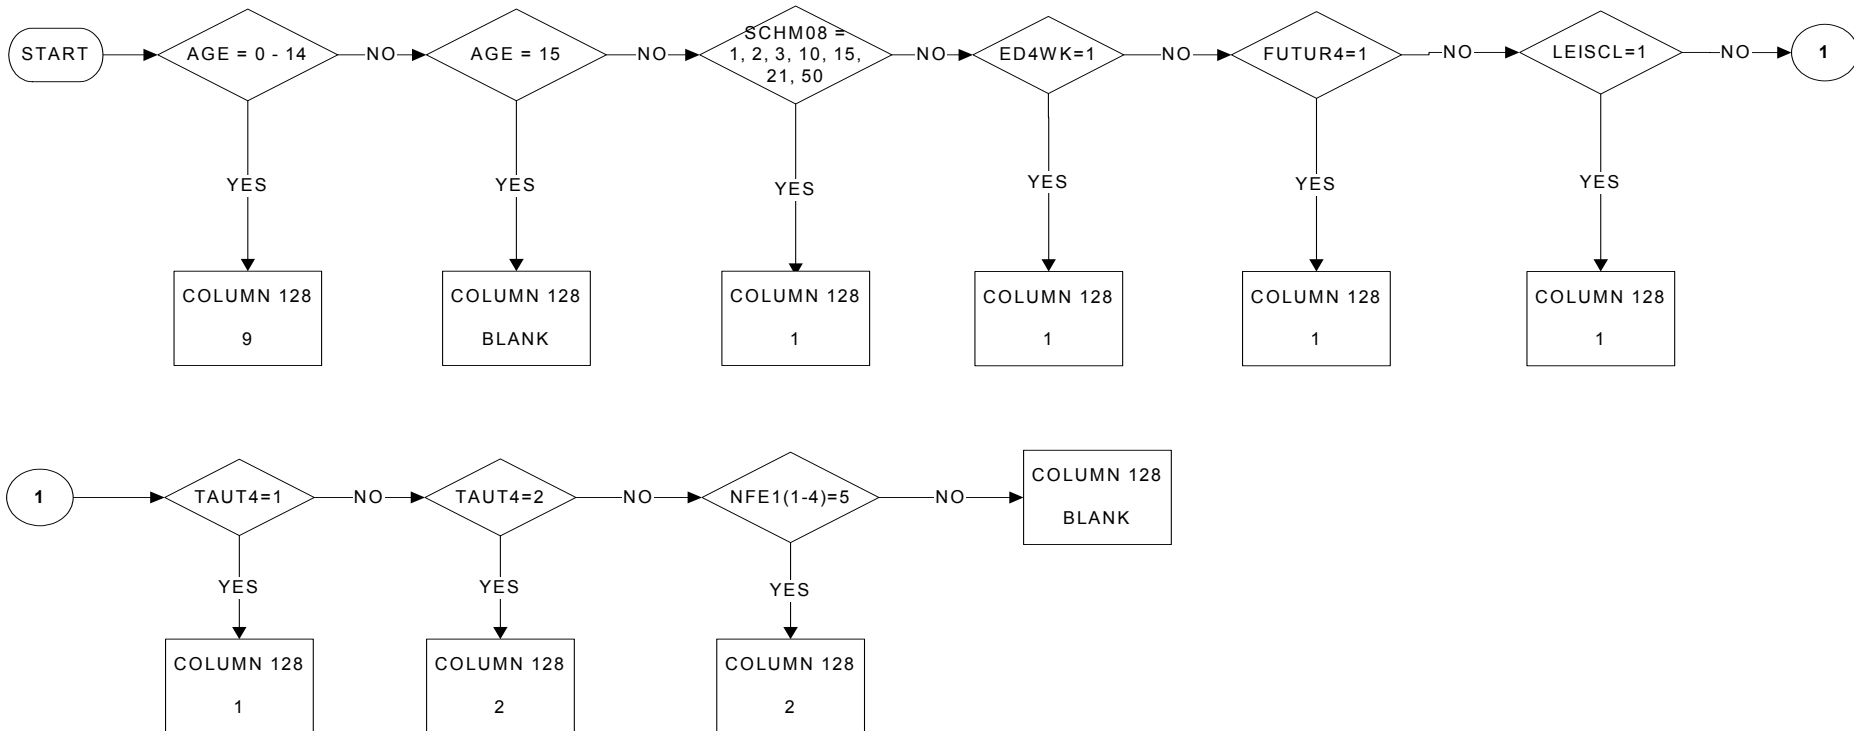 START
AGE = 0 - 14
NO
AGE = 15
NO
SCHM08 =
1, 2, 3, 10, 15,
21, 50
NO
ED4WK=1
NO
FUTUR4=1
NO
LEISCL=1
NO
1
YES
YES
YES
YES
YES
YES
COLUMN 128
9
COLUMN 128
BLANK
COLUMN 128
1
COLUMN 128
1
COLUMN 128
1
COLUMN 128
1
1
TAUT4=1
NO
TAUT4=2
NO
NFE1(1-4)=5
NO
COLUMN 128
BLANK
YES
YES
YES
COLUMN 128
1
COLUMN 128
2
COLUMN 128
2